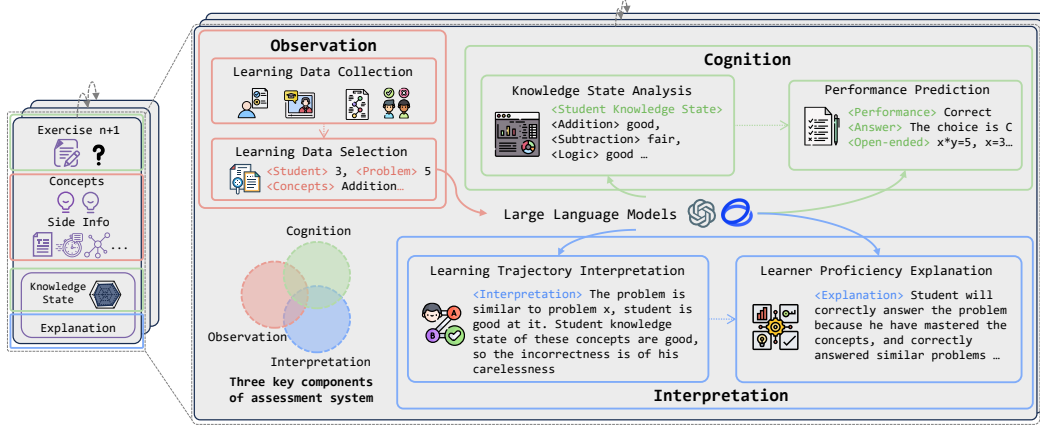 Exercise n+1
?
Concepts
Side Info
...
Knowledge
State
Explanation
Observation
Learning Data Collection
Learning Data Selection
<Student> 3, <Problem> 5
<Concepts> Addition…
Cognition
Knowledge State Analysis
<Student Knowledge State>
<Addition> good,
<Subtraction> fair,
<Logic> good …
Performance Prediction
<Performance> Correct
<Answer> The choice is C
<Open-ended> x*y=5, x=3…
Large Language Models
Cognition
Observation
Interpretation
Three key components
of assessment system
Learning Trajectory Interpretation
A
B
<Interpretation> The problem is
similar to problem x, student is
good at it. Student knowledge
state of these concepts are good,
so the incorrectness is of his
carelessness
Learner Proficiency Explanation
<Explanation> Student will
correctly answer the problem
because he have mastered the
concepts, and correctly
answered similar problems …
Interpretation